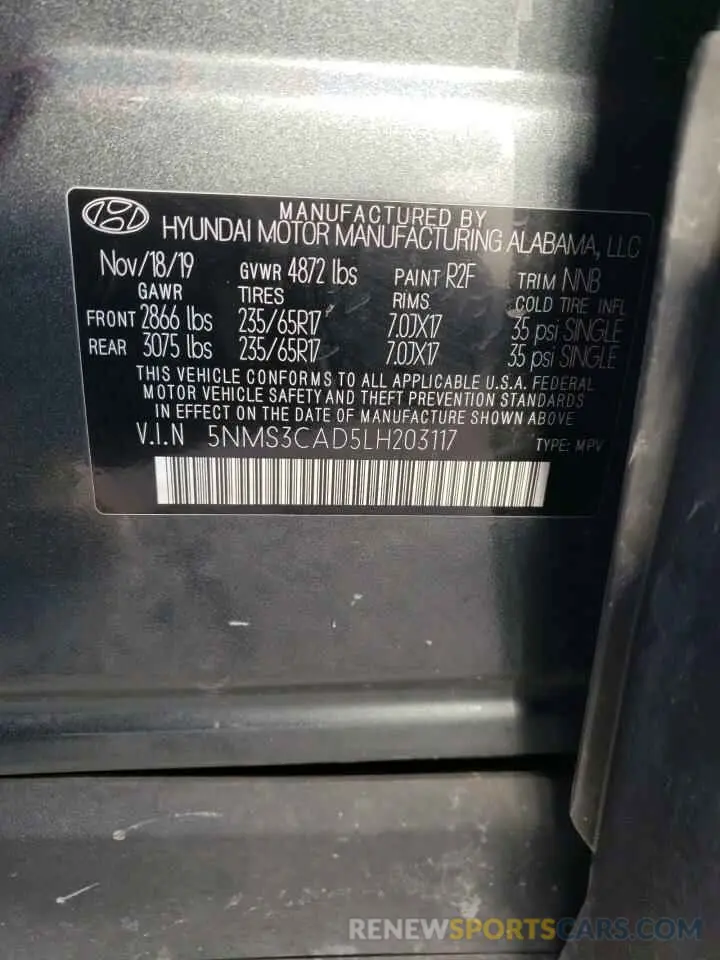 MANUFACTURED BY
HYUNDAI MOTOR MANUFACTURING ALABAMA, LLC
Nov/18/19 GVWR 4872 lbs PAINT R2F TRIM NNB
GAWR TIRES RIMS COLD TIRE INFL
FRONT 2866 lbs 235/65R17 7.0JX17 35 psi SINGLE
REAR 3075 lbs 235/65R17 7.0JX17 35 psi SINGLE
THIS VEHICLE CONFORMS TO ALL APPLICABLE U.S.A. FEDERAL
MOTOR VEHICLE SAFETY AND THEFT PREVENTION STANDARDS
IN EFFECT ON THE DATE OF MANUFACTURE SHOWN ABOVE
V.I.N 5NMS3CAD5LH203117 TYPE: MPV
RENEWSPORTSCARS.COM